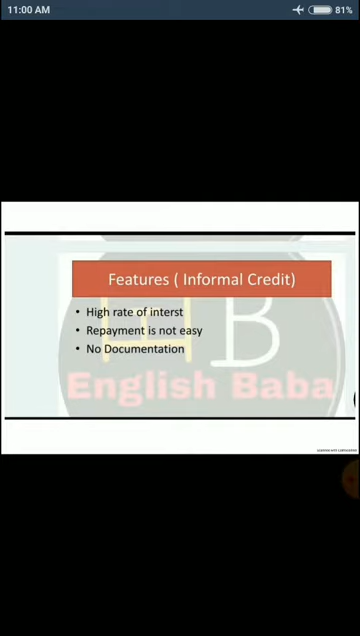 11:00 AM
81%
Features ( Informal Credit)
• High rate of interst
• Repayment is not easy
• No Documentation
English Baba